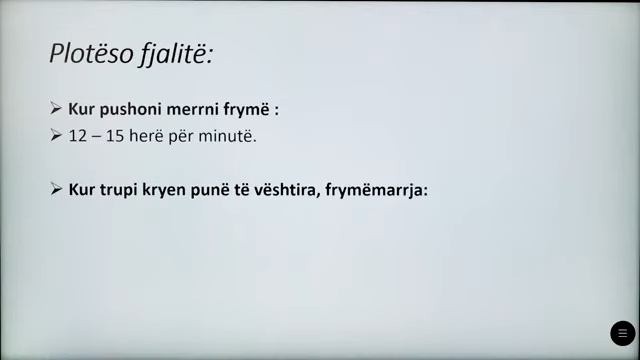 Plotëso fjalitë:
Kur pushoni merrni frymë :
12 – 15 herë për minutë.
Kur trupi kryen punë të vështira, frymëmarrja: